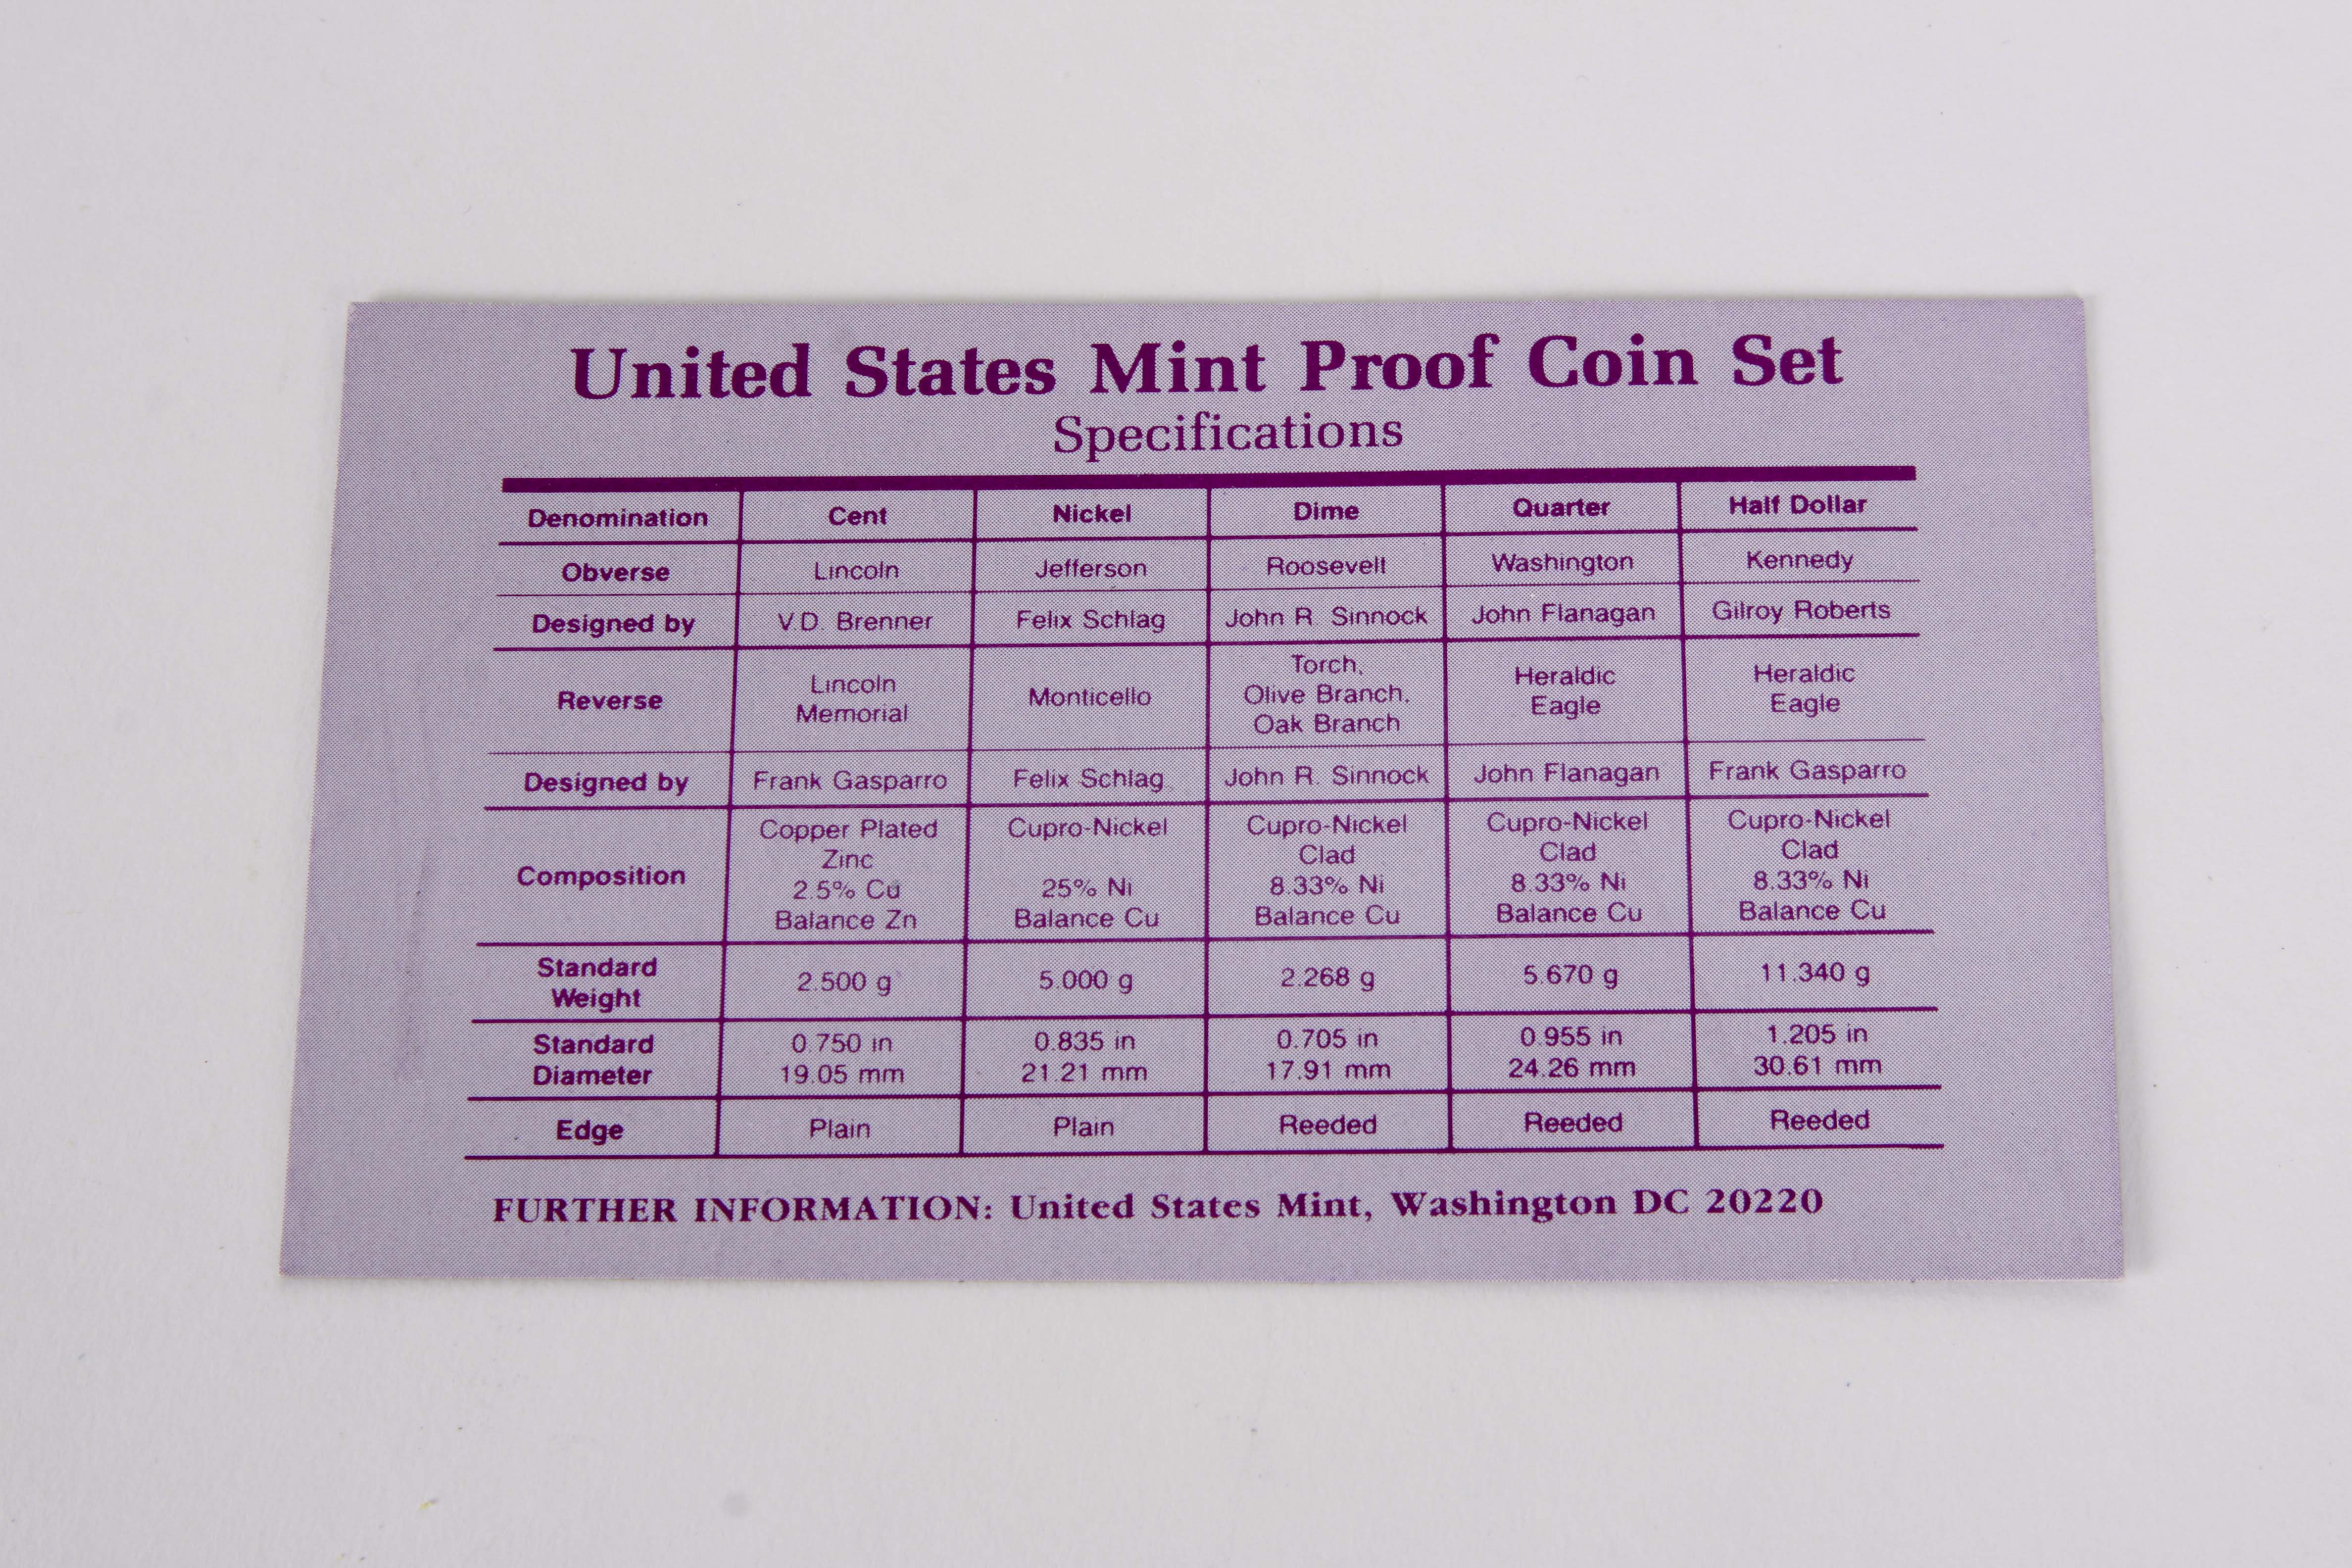 United States Mint Proof Coin Set
Specifications
Denomination Cent Nickel Dime Quarter Half Dollar
Obverse Lincoln Jefferson Roosevelt Washington Kennedy
Designed by V.D. Brenner Felix Schlag John R. Sinnock John Flanagan Gilroy Roberts
Reverse Lincoln Memorial Monticello Torch, Olive Branch, Oak Branch Heraldic Eagle Heraldic Eagle
Designed by Frank Gasparro Felix Schlag John R. Sinnock John Flanagan Frank Gasparro
Composition Copper Plated Zinc 2.5% Cu Balance Zn Cupro-Nickel 25% Ni Balance Cu Cupro-Nickel Clad 8.33% Ni Balance Cu Cupro-Nickel Clad 8.33% Ni Balance Cu Cupro-Nickel Clad 8.33% Ni Balance Cu
Standard Weight 2.500 g 5.000 g 2.268 g 5.670 g 11.340 g
Standard Diameter 0.750 in 19.05 mm 0.835 in 21.21 mm 0.705 in 17.91 mm 0.955 in 24.26 mm 1.205 in 30.61 mm
Edge Plain Plain Reeded Reeded Reeded
FURTHER INFORMATION: United States Mint, Washington DC 20220